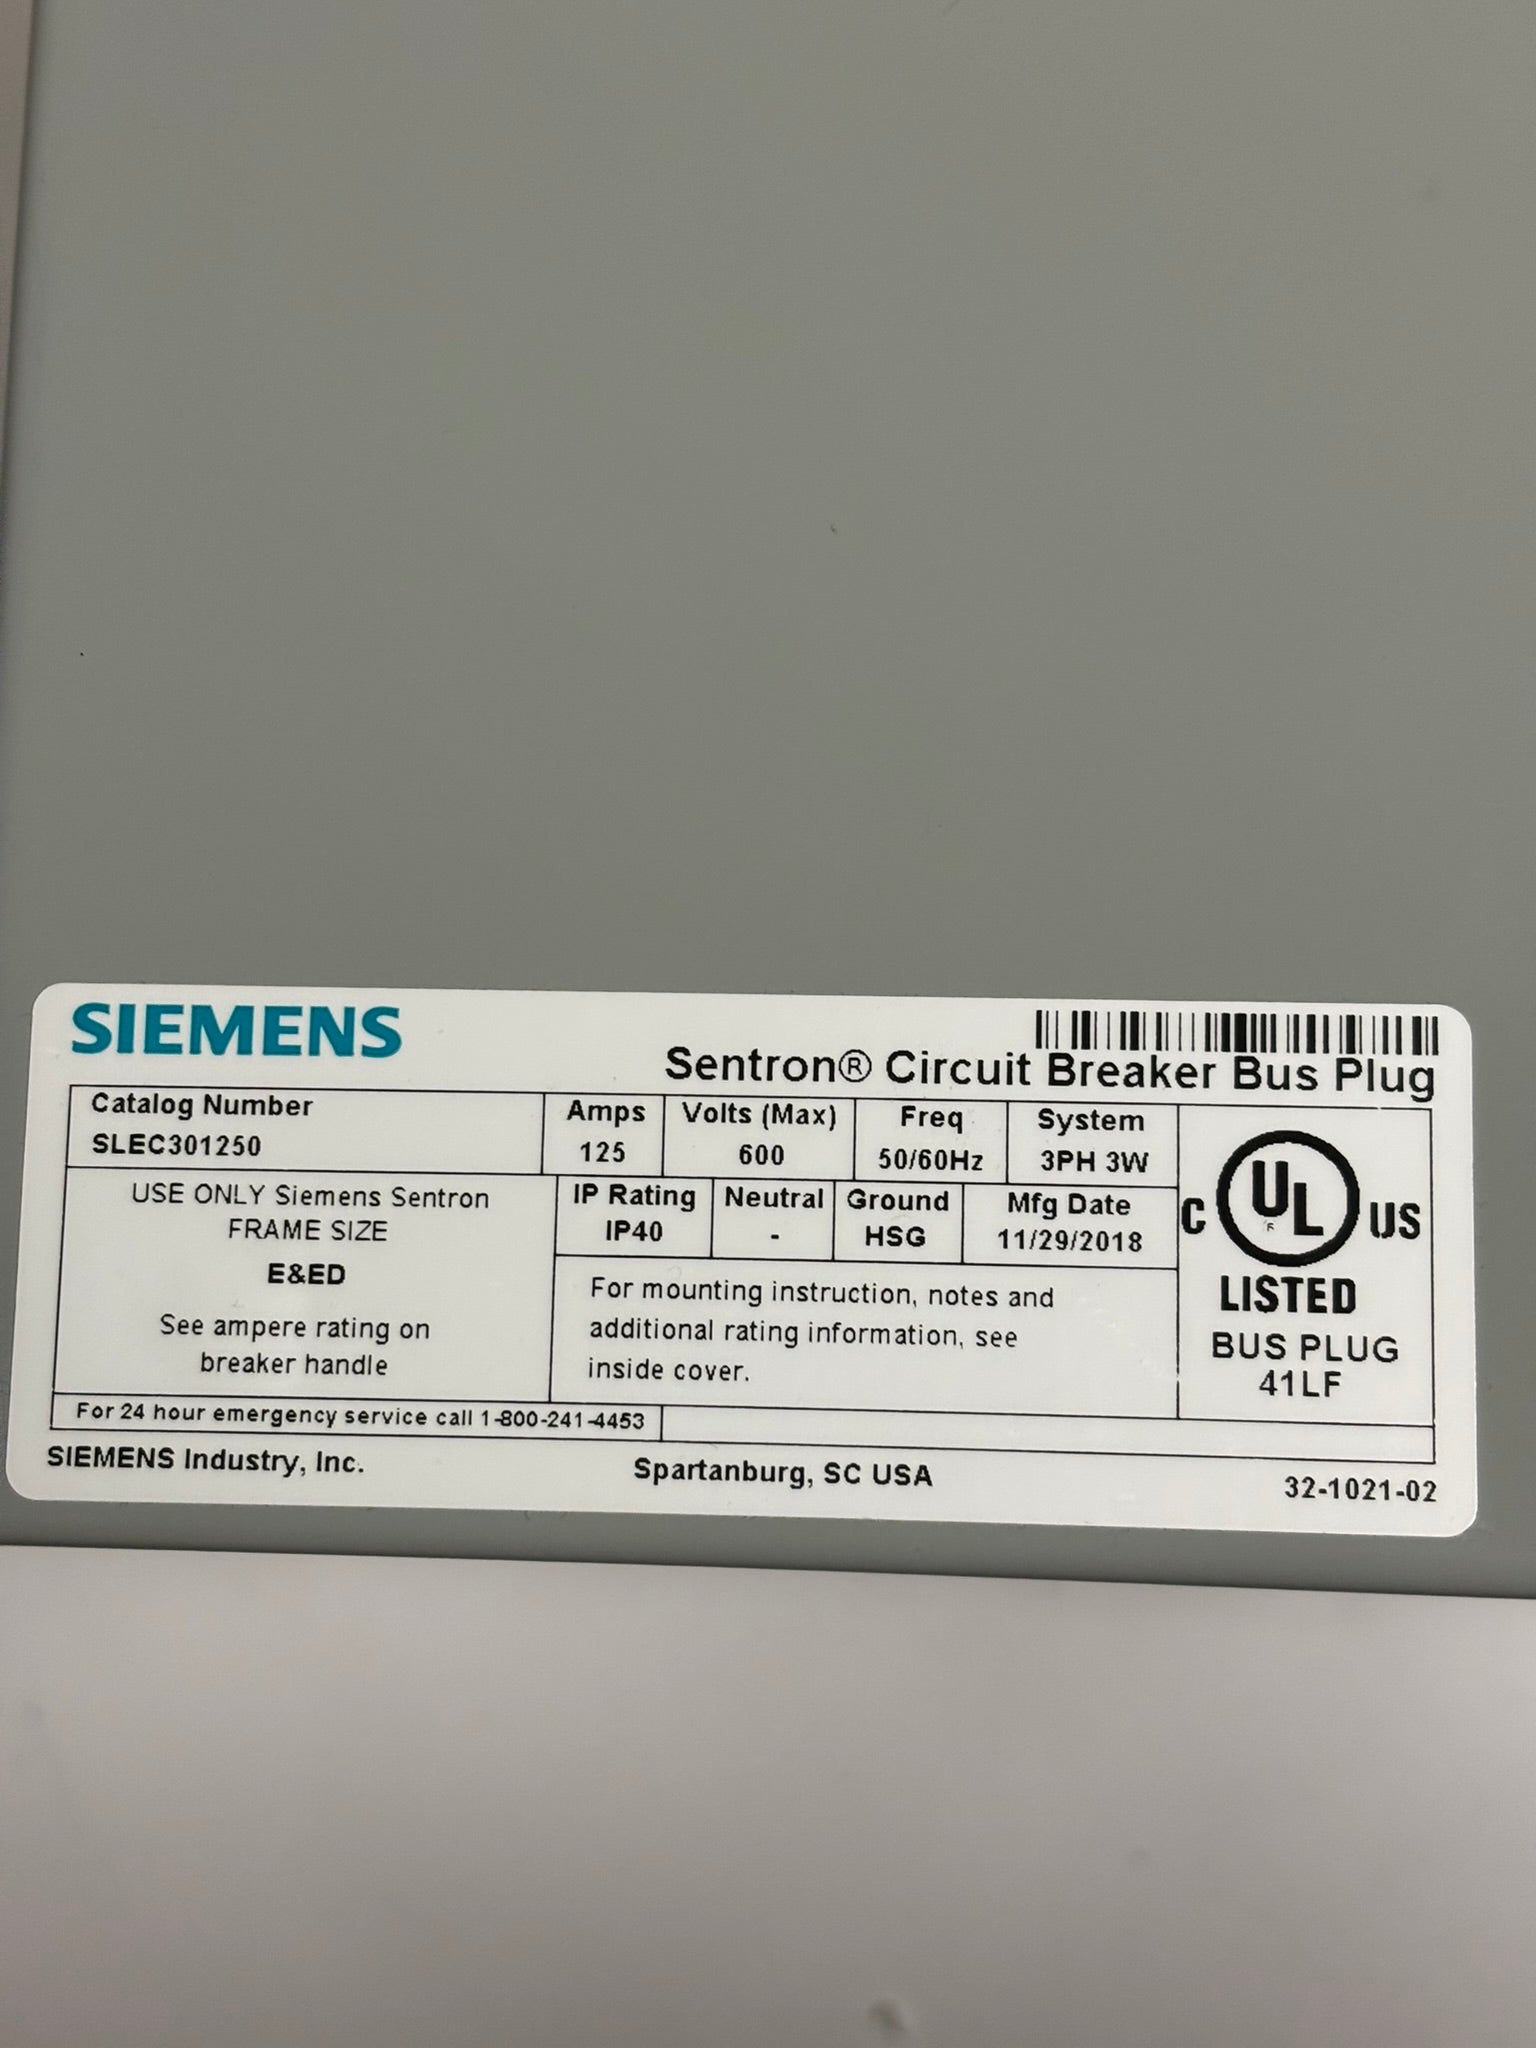 SIEMENS
Sentron® Circuit Breaker Bus Plug
Catalog Number
SLEC301250
Amps
125
Volts (Max)
600
Freq
50/60Hz
System
3PH 3W
USE ONLY Siemens Sentron
FRAME SIZE
E&ED
See ampere rating on
breaker handle
IP Rating
IP40
Neutral
-
Ground
HSG
Mfg Date
11/29/2018
For mounting instruction, notes and
additional rating information, see
inside cover.
C UL US
R
LISTED
BUS PLUG
41LF
For 24 hour emergency service call 1-800-241-4453
SIEMENS Industry, Inc.
Spartanburg, SC USA
32-1021-02